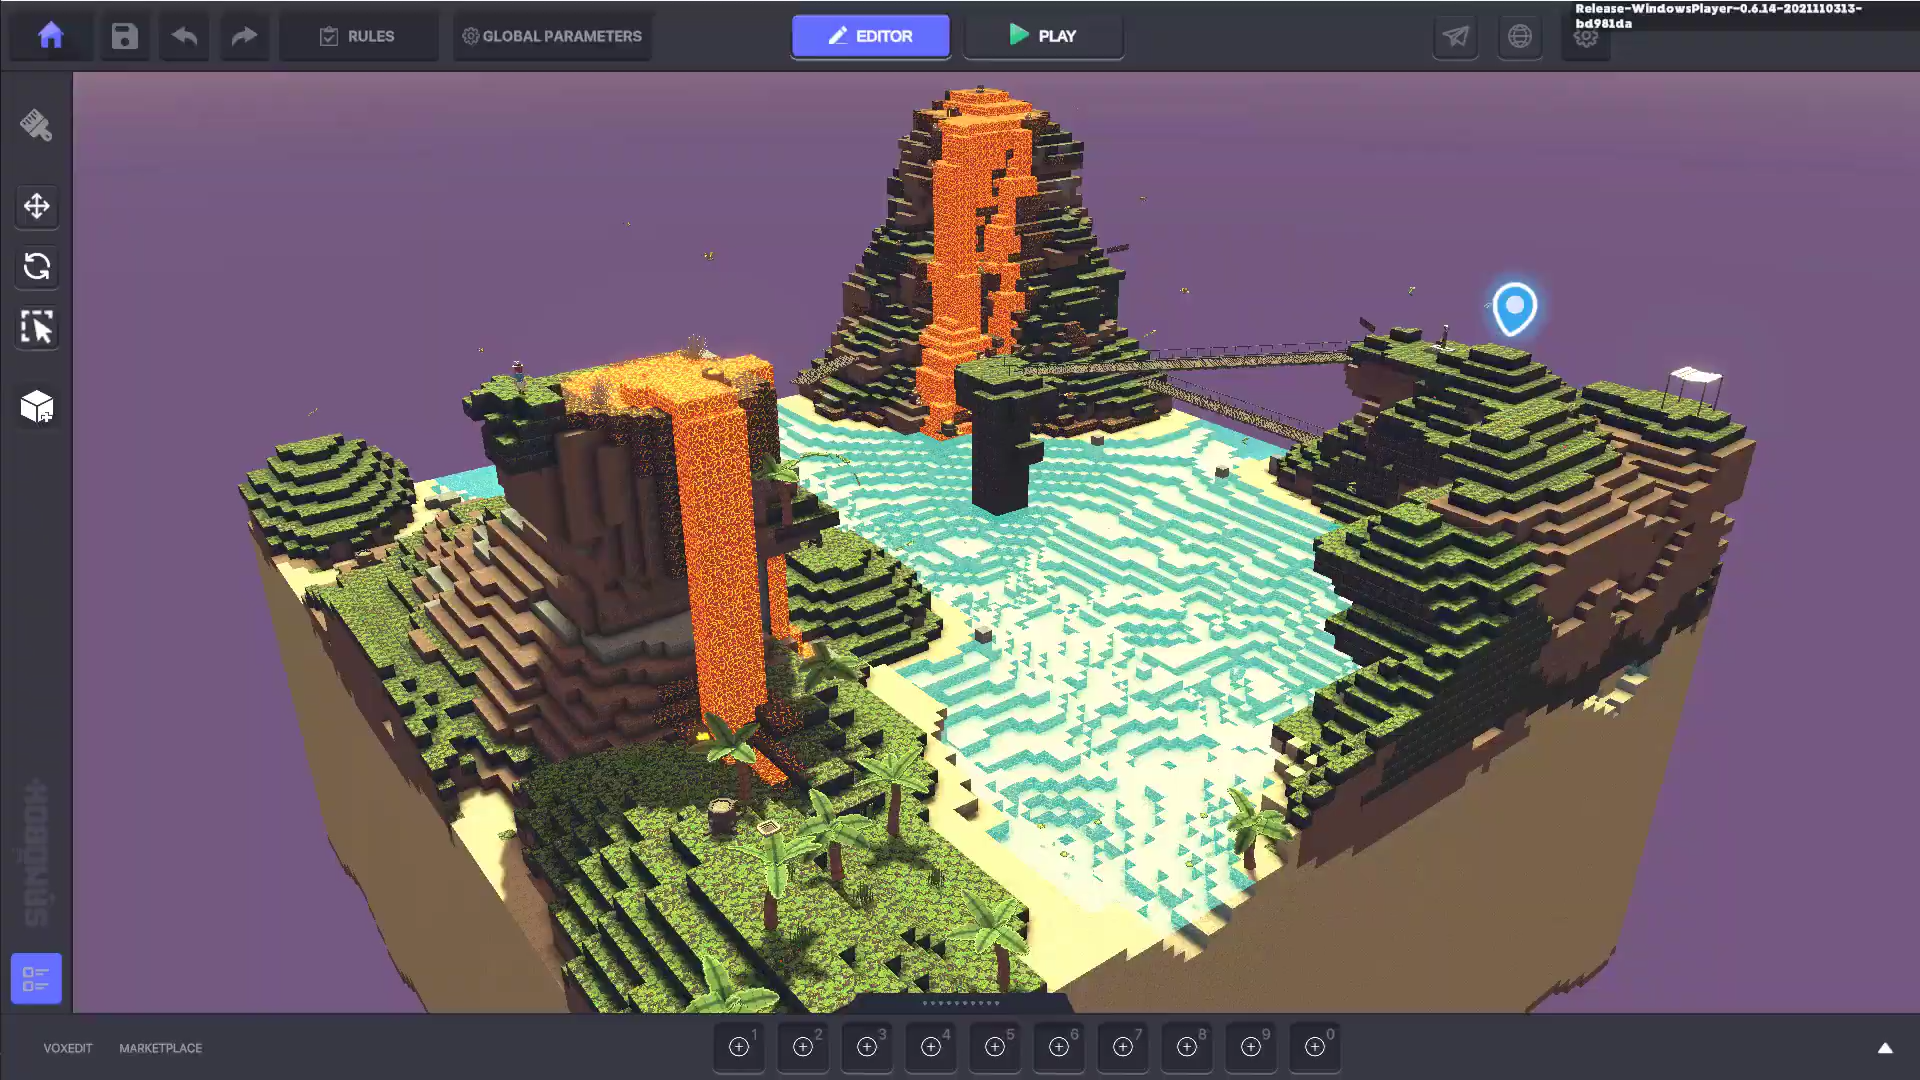 Release-WindowsPlayer-0.6.14-2021110313-
bd981da
RULES
GLOBAL PARAMETERS
EDITOR
PLAY
THE
SANDBOX
VOXEDIT
MARKETPLACE
1
2
3
4
5
6
7
8
9
0